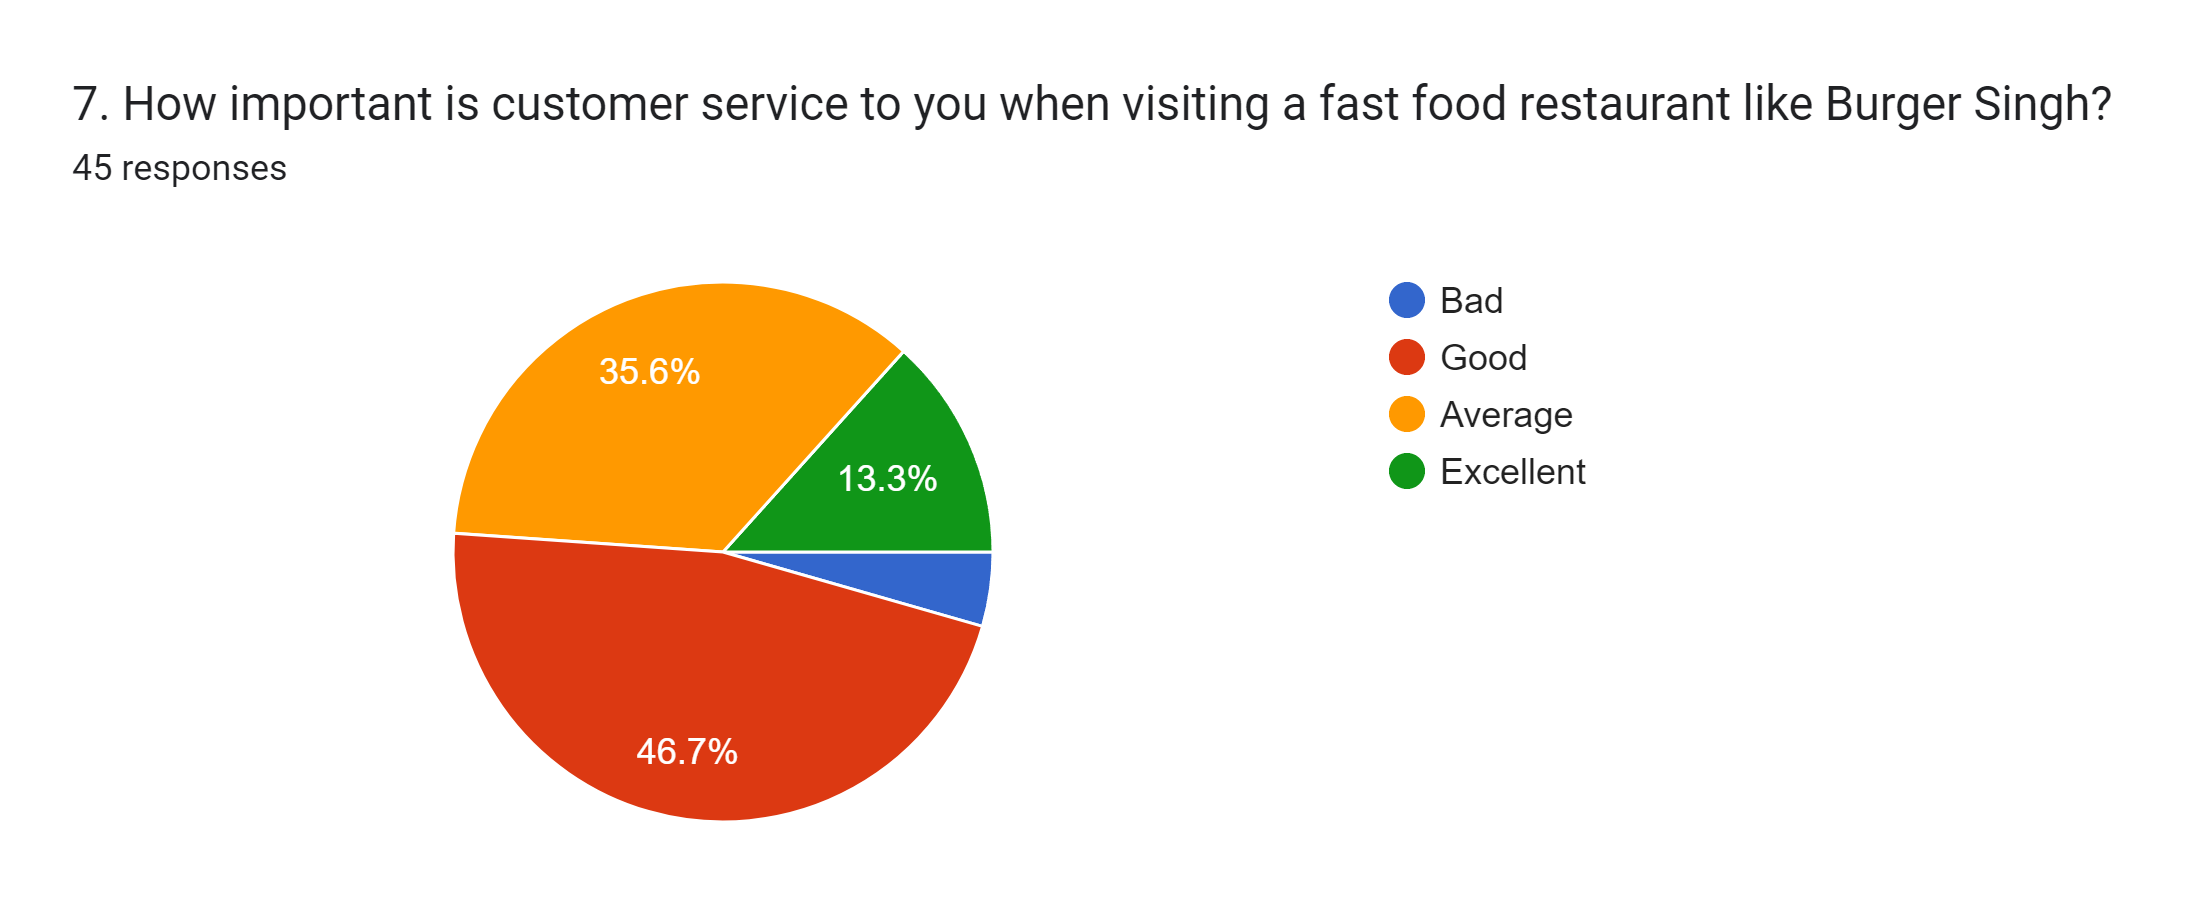 7. How important is customer service to you when visiting a fast food restaurant like Burger Singh?
45 responses
Bad
Good
Average
Excellent
35.6%
13.3%
46.7%